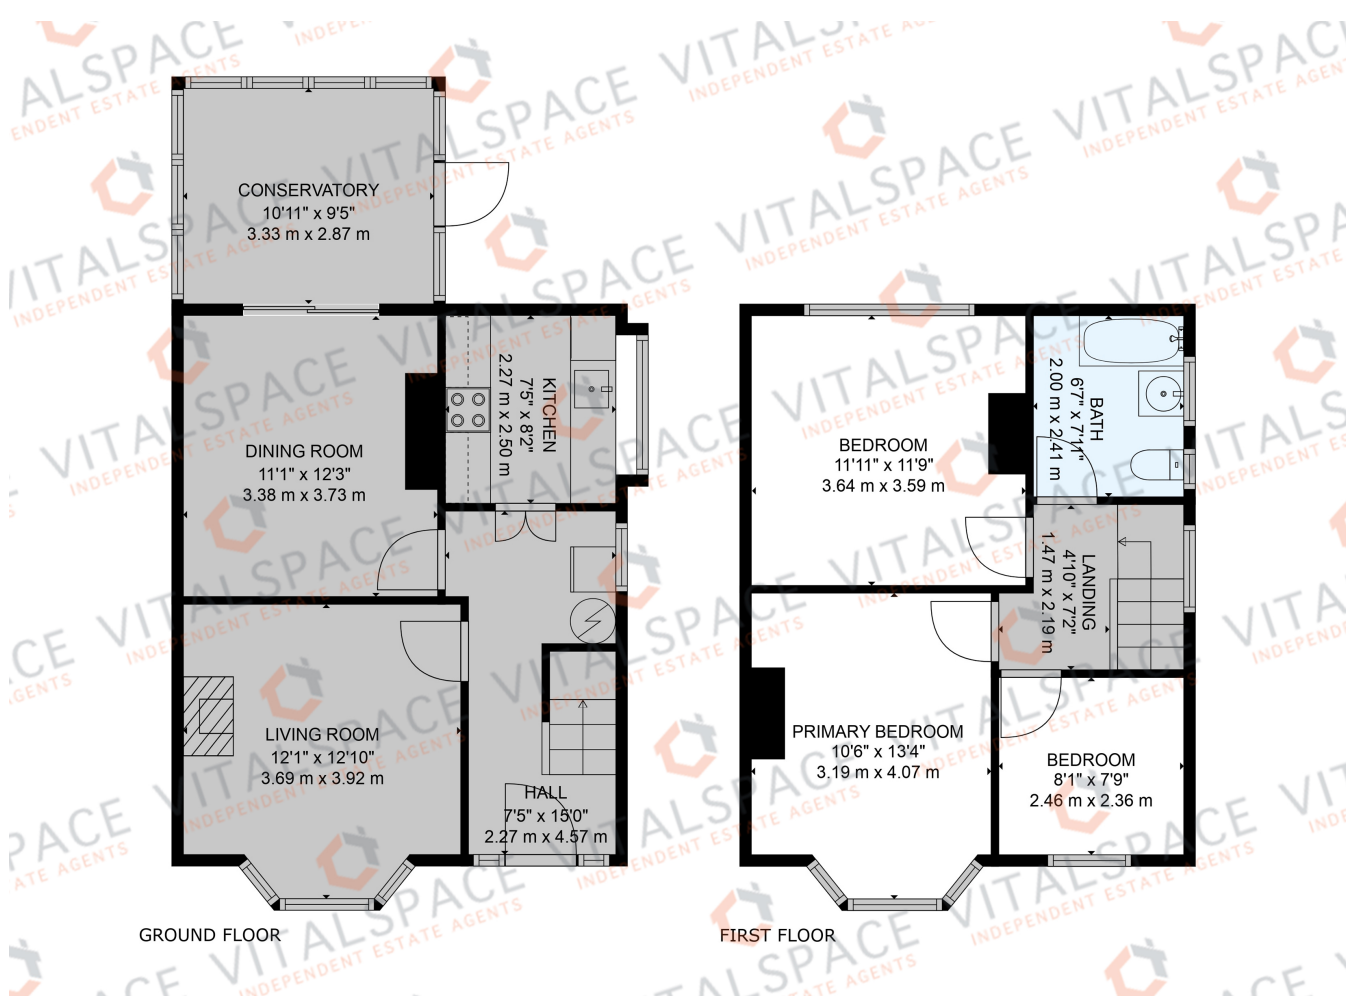 CONSERVATORY
10'11" x 9'5"
3.33 m x 2.87 m
DINING ROOM
11'1" x 12'3"
3.38 m x 3.73 m
KITCHEN
7'5" x 8'2"
2.27 m x 2.50 m
LIVING ROOM
12'1" x 12'10"
3.69 m x 3.92 m
HALL
7'5" x 15'0"
2.27 m x 4.57 m
GROUND FLOOR
BEDROOM
11'11" x 11'9"
3.64 m x 3.59 m
BATH
6'7" x 7'11"
2.00 m x 2.41 m
LANDING
4'10" x 7'2"
1.47 m x 2.19 m
PRIMARY BEDROOM
10'6" x 13'4"
3.19 m x 4.07 m
BEDROOM
8'1" x 7'9"
2.46 m x 2.36 m
FIRST FLOOR
VITALSPACE
INDEPENDENT ESTATE AGENTS